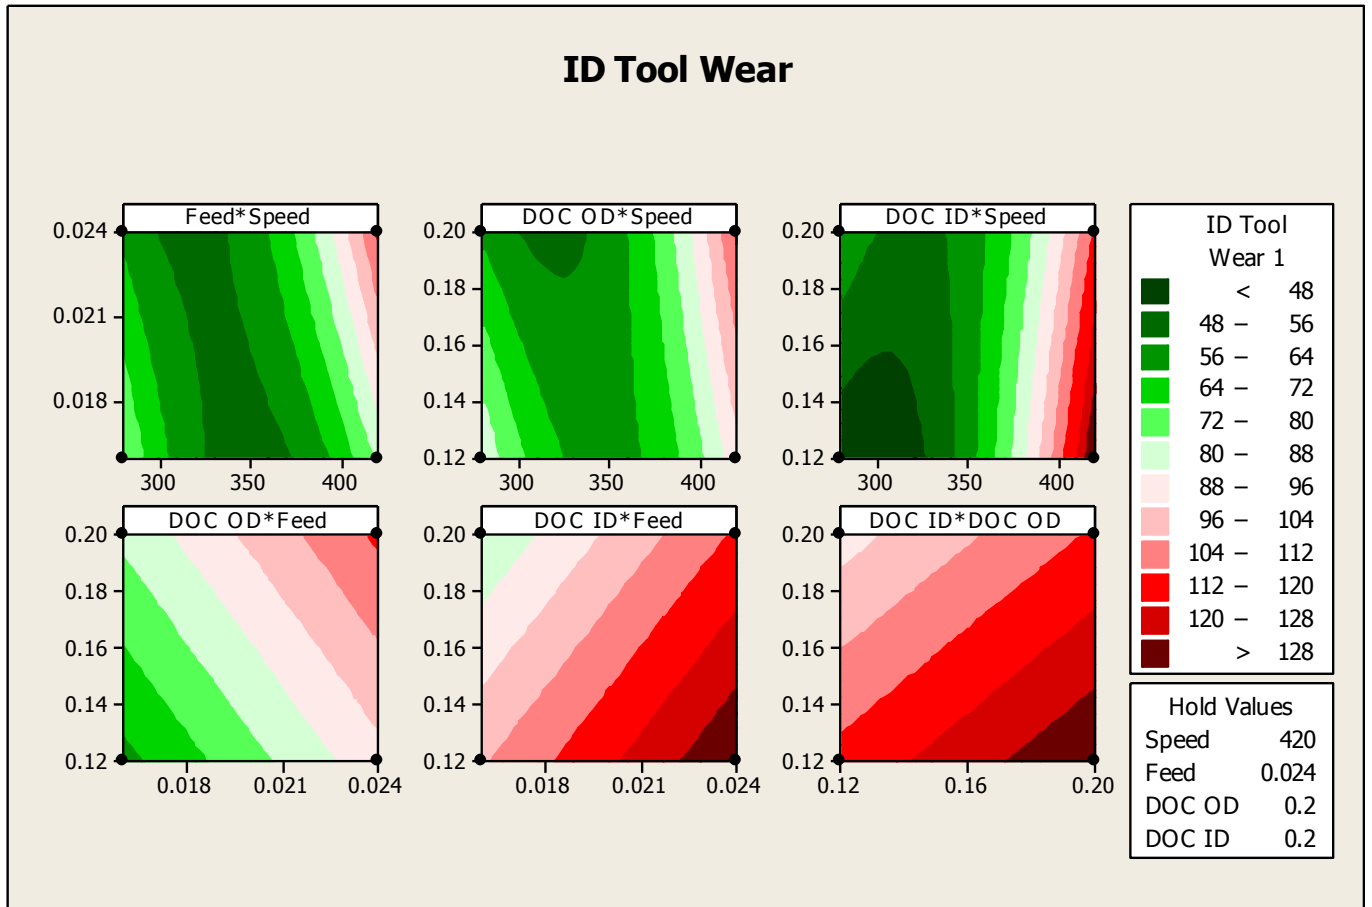 ID Tool Wear
Feed*Speed
0.024
0.021
0.018
300 350 400
DOC OD*Speed
0.20
0.18
0.16
0.14
0.12
300 350 400
DOC ID*Speed
0.20
0.18
0.16
0.14
0.12
300 350 400
DOC OD*Feed
0.20
0.18
0.16
0.14
0.12
0.018 0.021 0.024
DOC ID*Feed
0.20
0.18
0.16
0.14
0.12
0.018 0.021 0.024
DOC ID*DOC OD
0.20
0.18
0.16
0.14
0.12
0.12 0.16 0.20
ID Tool
Wear 1
< 48
48 – 56
56 – 64
64 – 72
72 – 80
80 – 88
88 – 96
96 – 104
104 – 112
112 – 120
120 – 128
> 128
Hold Values
Speed 420
Feed 0.024
DOC OD 0.2
DOC ID 0.2